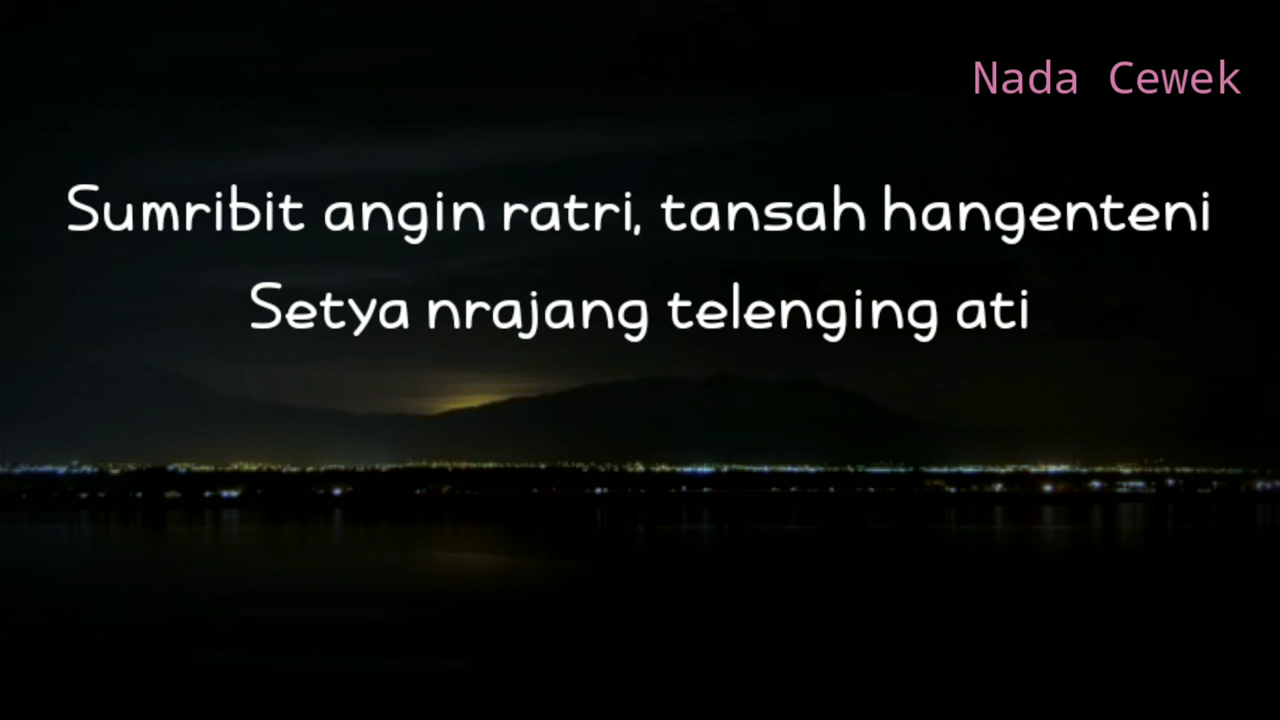 Nada Cewek
Sumribit angin ratri, tansah hangenteni
Setya nrajang telenging ati